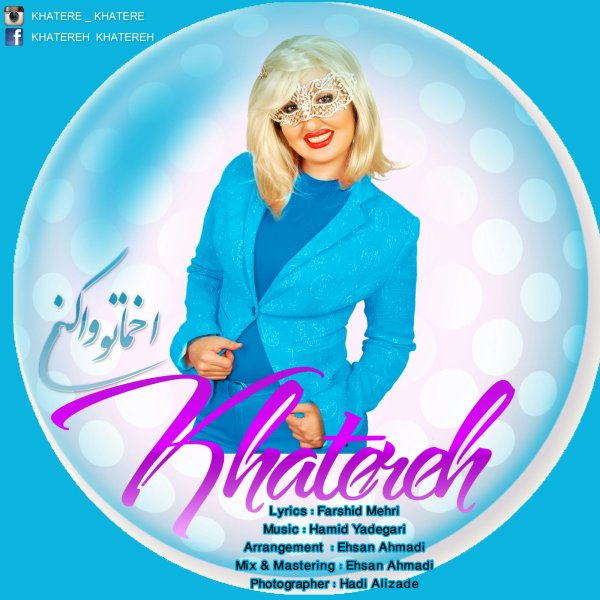 KHATERE _ KHATERE
KHATEREH KHATEREH
اخماتو وا کن
Khatereh
Lyrics : Farshid Mehri
Music : Hamid Yadegari
Arrangement : Ehsan Ahmadi
Mix & Mastering : Ehsan Ahmadi
Photographer : Hadi Alizade